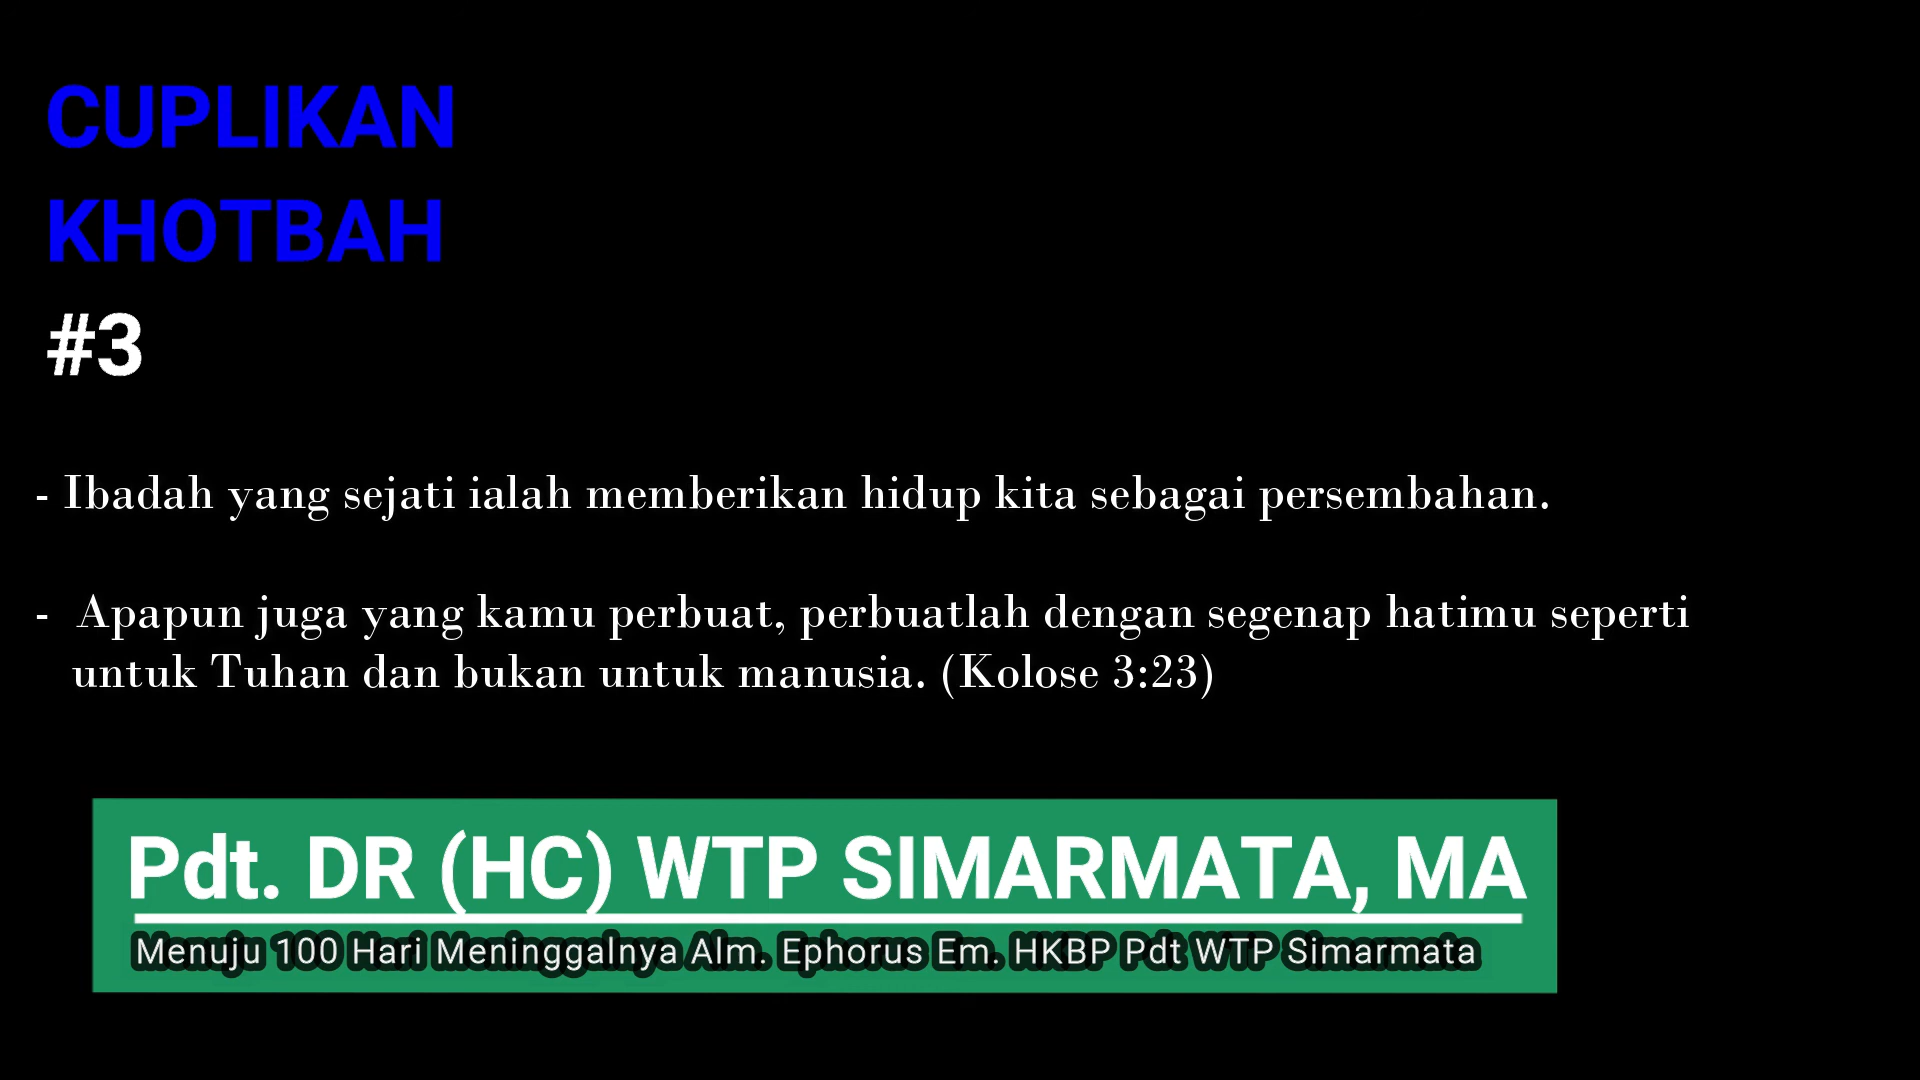 CUPLIKAN
KHOTBAH
#3
- Ibadah yang sejati ialah memberikan hidup kita sebagai persembahan.
- Apapun juga yang kamu perbuat, perbuatlah dengan segenap hatimu seperti
untuk Tuhan dan bukan untuk manusia. (Kolose 3:23)
Pdt. DR (HC) WTP SIMARMATA, MA
Menuju 100 Hari Meninggalnya Alm. Ephorus Em. HKBP Pdt WTP Simarmata